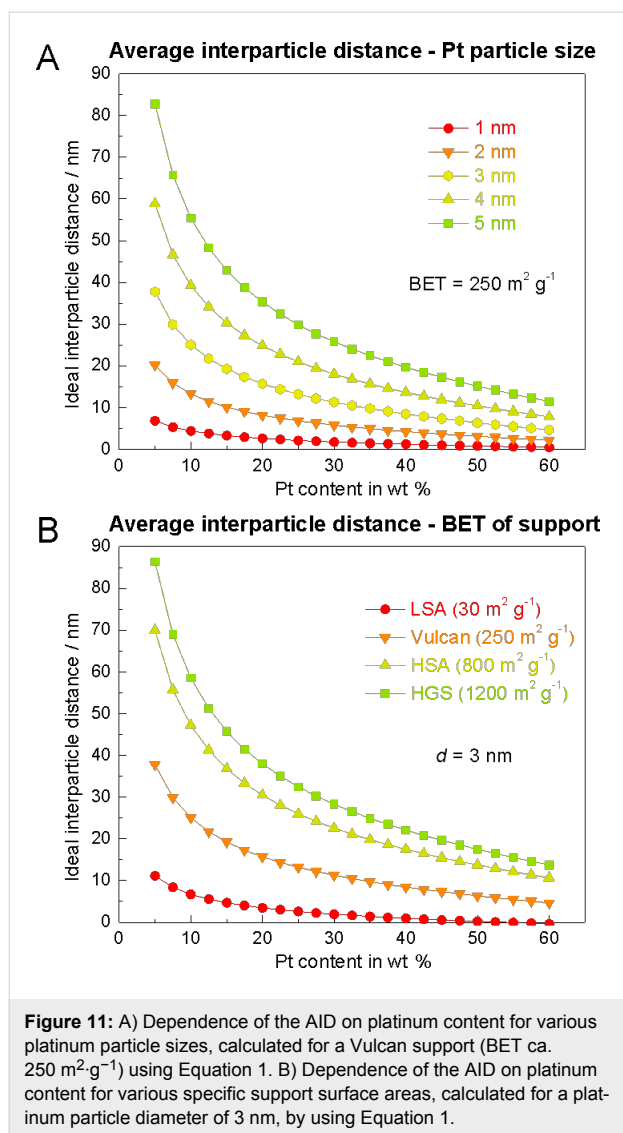 A
Average interparticle distance - Pt particle size
90
80
70
60
50
40
30
20
10
0
Ideal interparticle distance / nm
1 nm
2 nm
3 nm
4 nm
5 nm
BET = 250 m² g⁻¹
0 10 20 30 40 50 60
Pt content in wt %
B
Average interparticle distance - BET of support
90
80
70
60
50
40
30
20
10
0
Ideal interparticle distance / nm
LSA (30 m² g⁻¹)
Vulcan (250 m² g⁻¹)
HSA (800 m² g⁻¹)
HGS (1200 m² g⁻¹)
d = 3 nm
0 10 20 30 40 50 60
Pt content in wt %
Figure 11: A) Dependence of the AID on platinum content for various
platinum particle sizes, calculated for a Vulcan support (BET ca.
250 m²·g⁻¹) using Equation 1. B) Dependence of the AID on platinum
content for various specific support surface areas, calculated for a plat-
inum particle diameter of 3 nm, by using Equation 1.